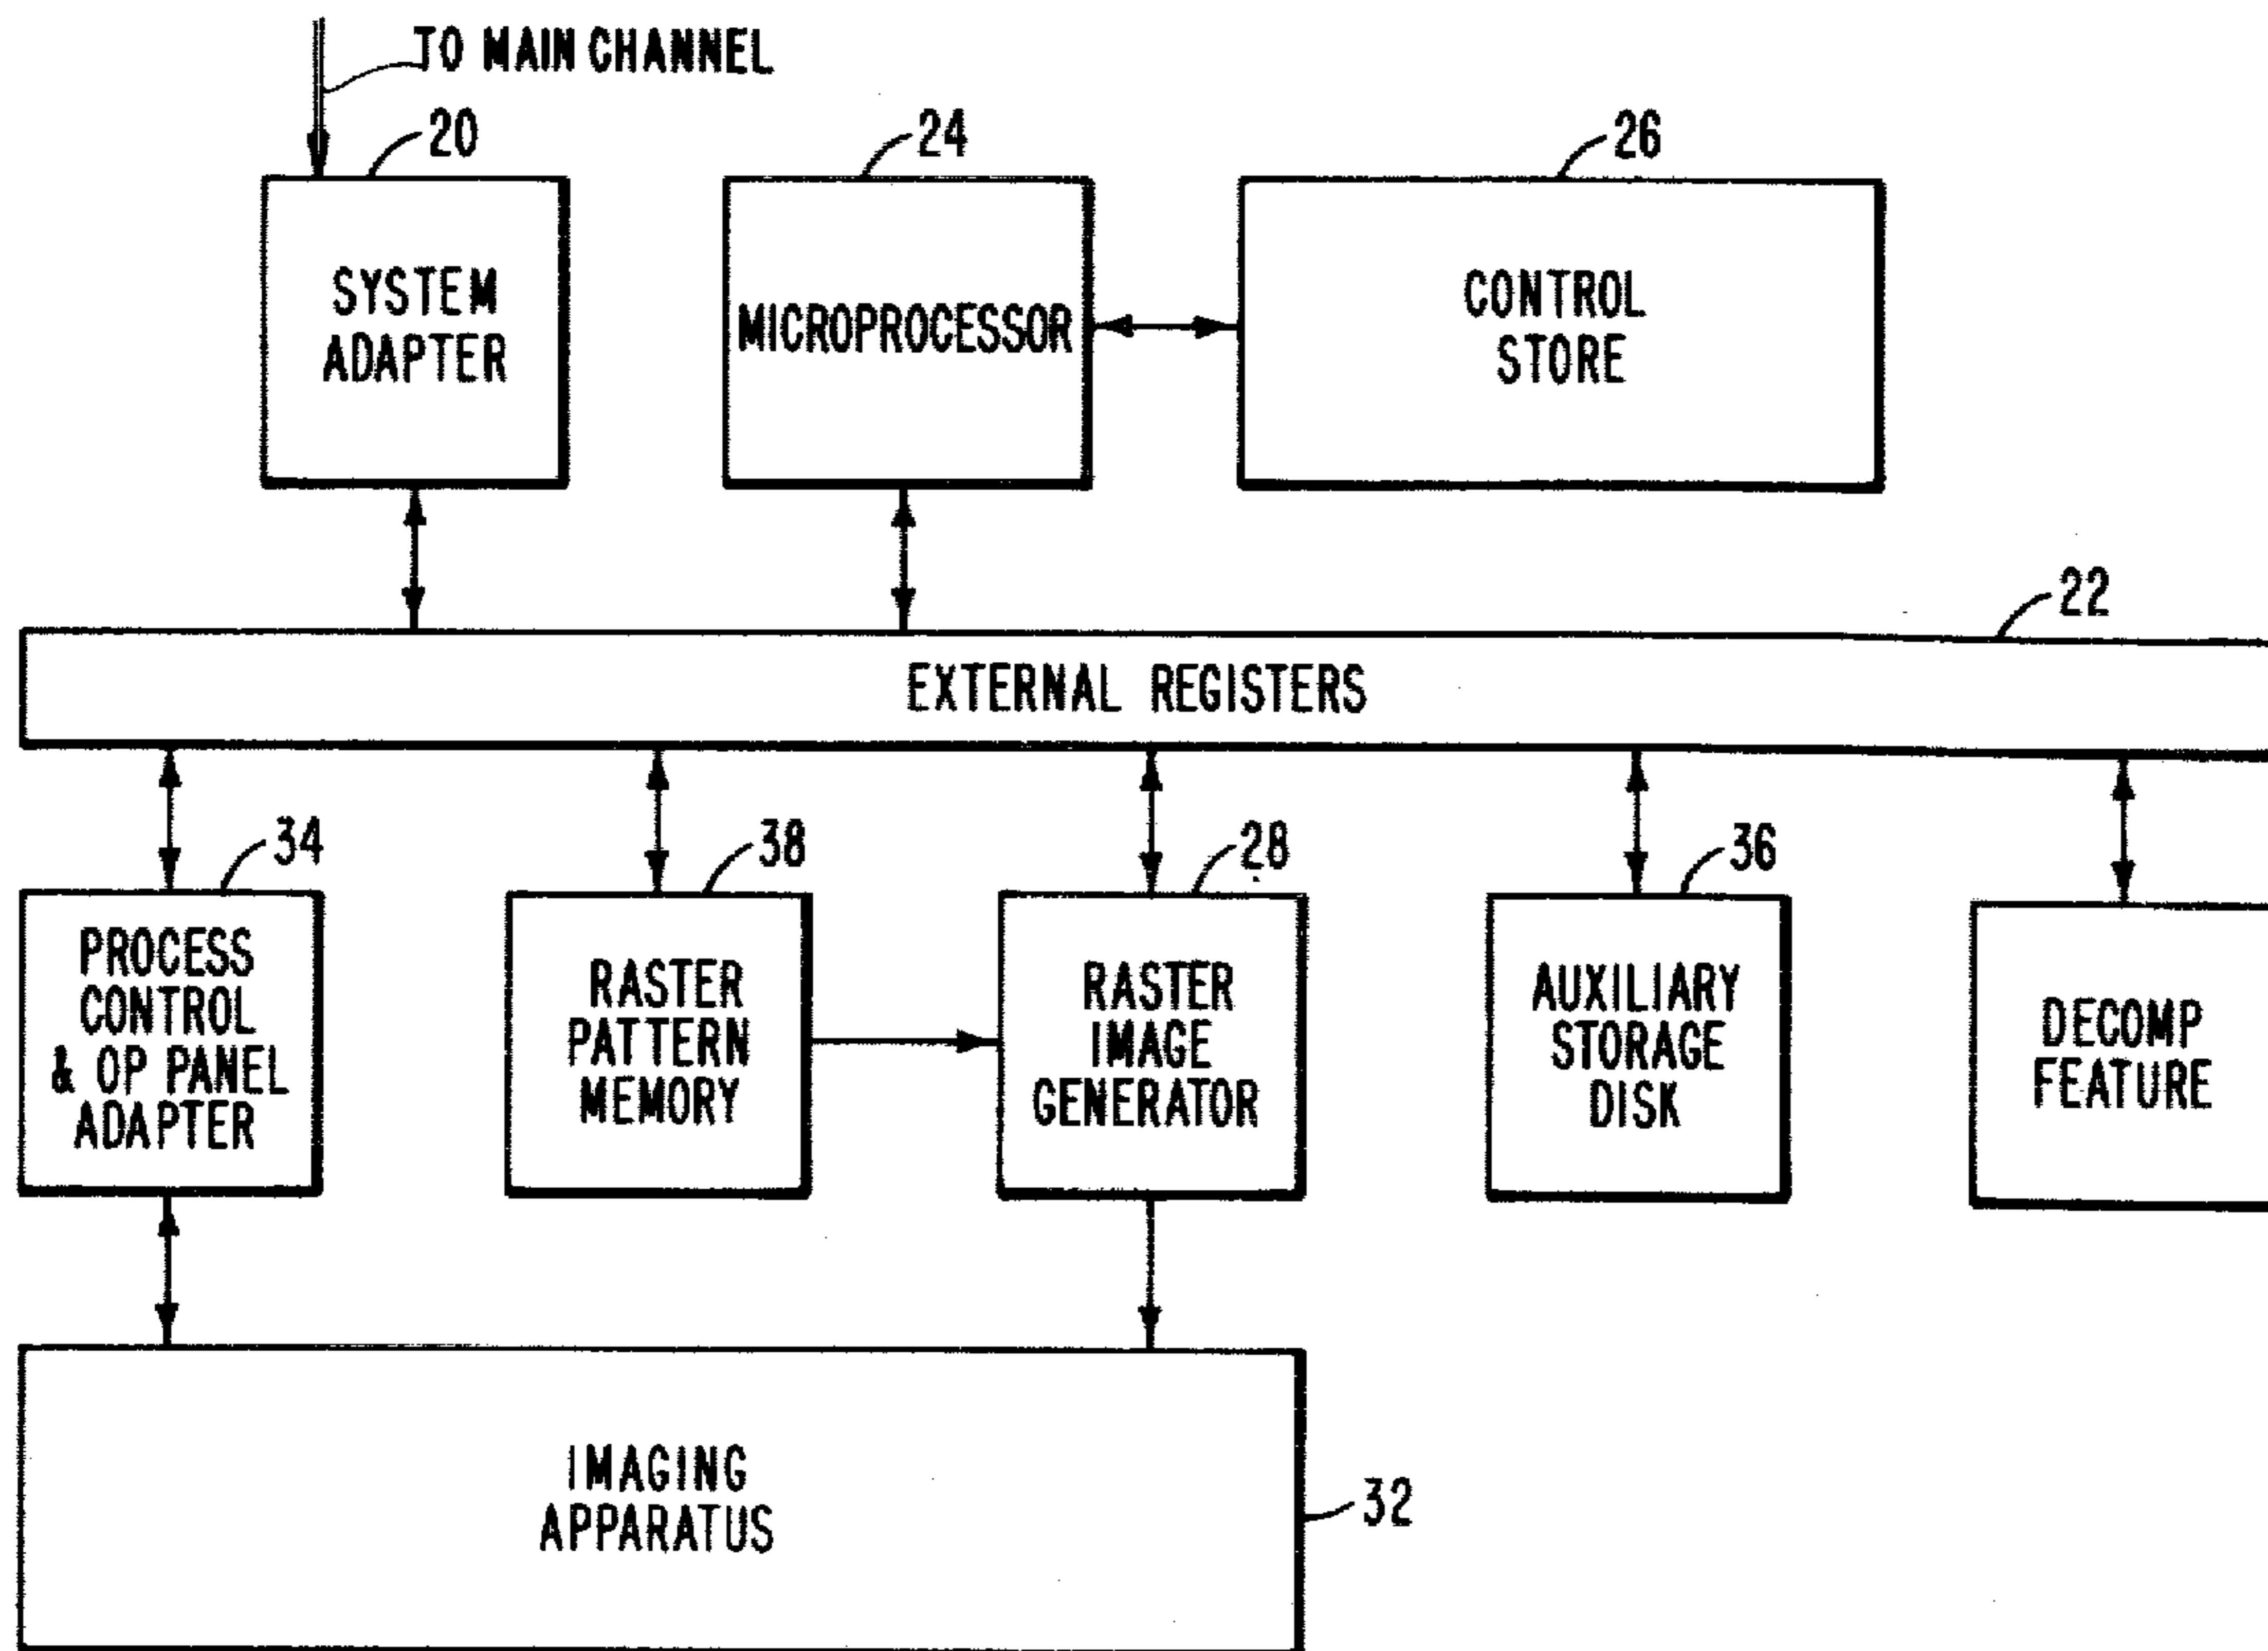 TO MAIN CHANNEL
20
24
26
SYSTEM
ADAPTER
MICROPROCESSOR
CONTROL
STORE
22
EXTERNAL REGISTERS
34
38
28
36
PROCESS
CONTROL
& OP PANEL
ADAPTER
RASTER
PATTERN
MEMORY
RASTER
IMAGE
GENERATOR
AUXILIARY
STORAGE
DISK
DECOMP
FEATURE
IMAGING
APPARATUS
32